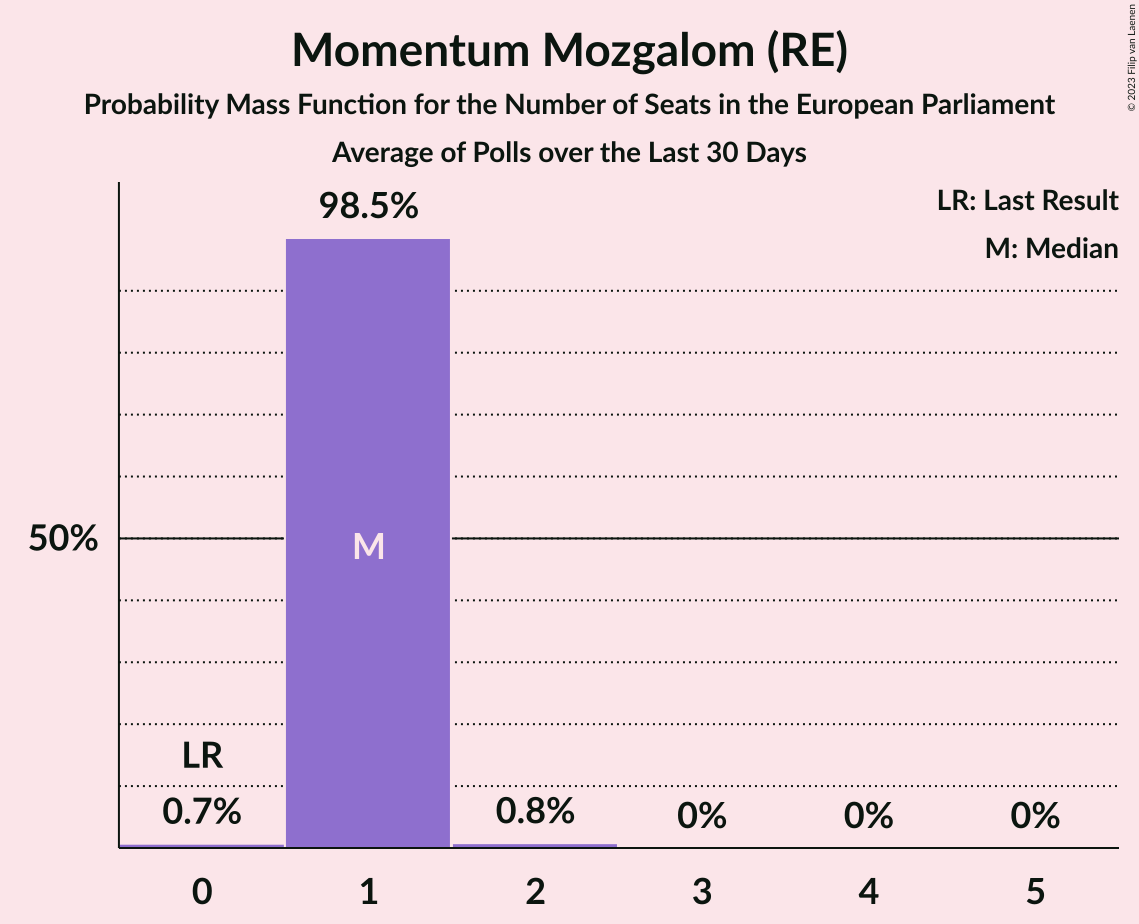 Momentum Mozgalom (RE)
Probability Mass Function for the Number of Seats in the European Parliament
Average of Polls over the Last 30 Days
© 2023 Filip van Laenen
LR: Last Result
M: Median
98.5%
50%
M
LR
0.7%
0.8%
0%
0%
0%
0
1
2
3
4
5